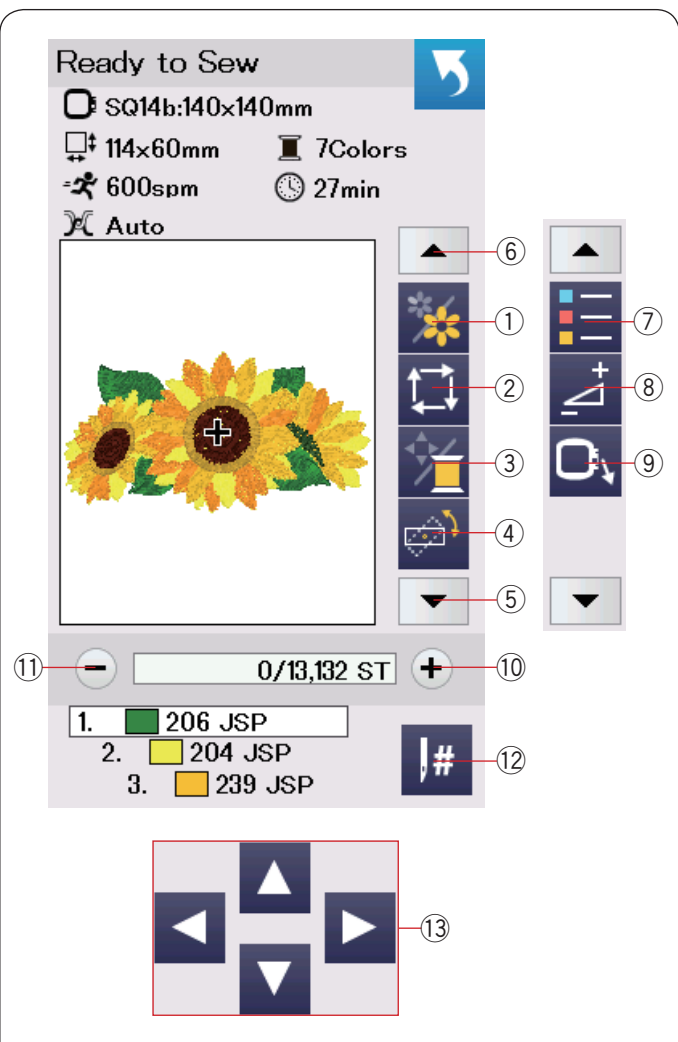 Ready to Sew
SQ14b:140x140mm
114x60mm 7Colors
600spm 27min
Auto
⑥
①
⑦
②
⑧
③
⑨
④
⑤
⑪ - 0/13,132 ST + ⑩
1. 206 JSP
2. 204 JSP
# ⑫
3. 239 JSP
⑬